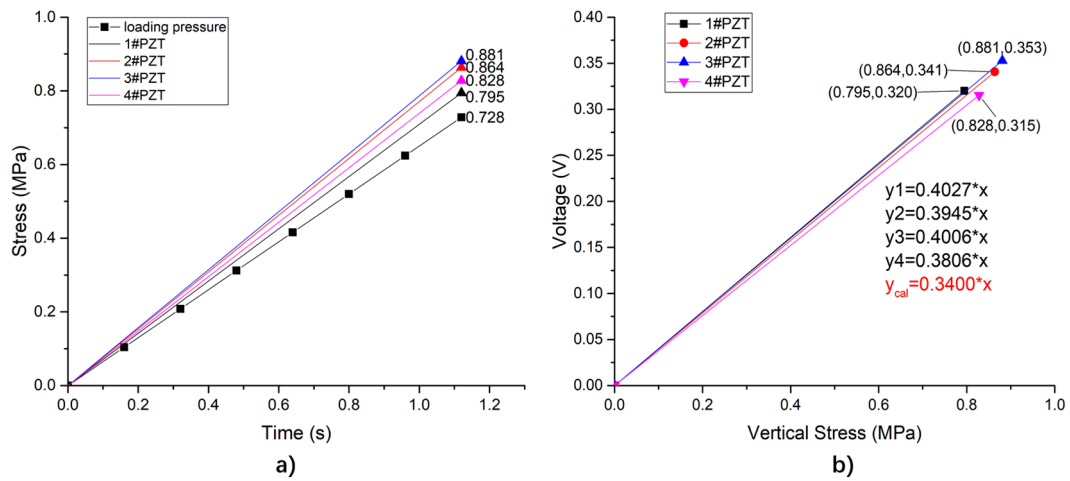 loading pressure
1#PZT
2#PZT
3#PZT
4#PZT
0.881
0.864
0.828
0.795
0.728
1.0
0.8
0.6
0.4
0.2
0.0
Stress (MPa)
0.0 0.2 0.4 0.6 0.8 1.0 1.2
Time (s)
a)
1#PZT
2#PZT
3#PZT
4#PZT
(0.881,0.353)
(0.864,0.341)
(0.795,0.320)
(0.828,0.315)
y1=0.4027*x
y2=0.3945*x
y3=0.4006*x
y4=0.3806*x
ycal=0.3400*x
0.40
0.35
0.30
0.25
0.20
0.15
0.10
0.05
0.00
Voltage (V)
0.0 0.2 0.4 0.6 0.8 1.0
Vertical Stress (MPa)
b)